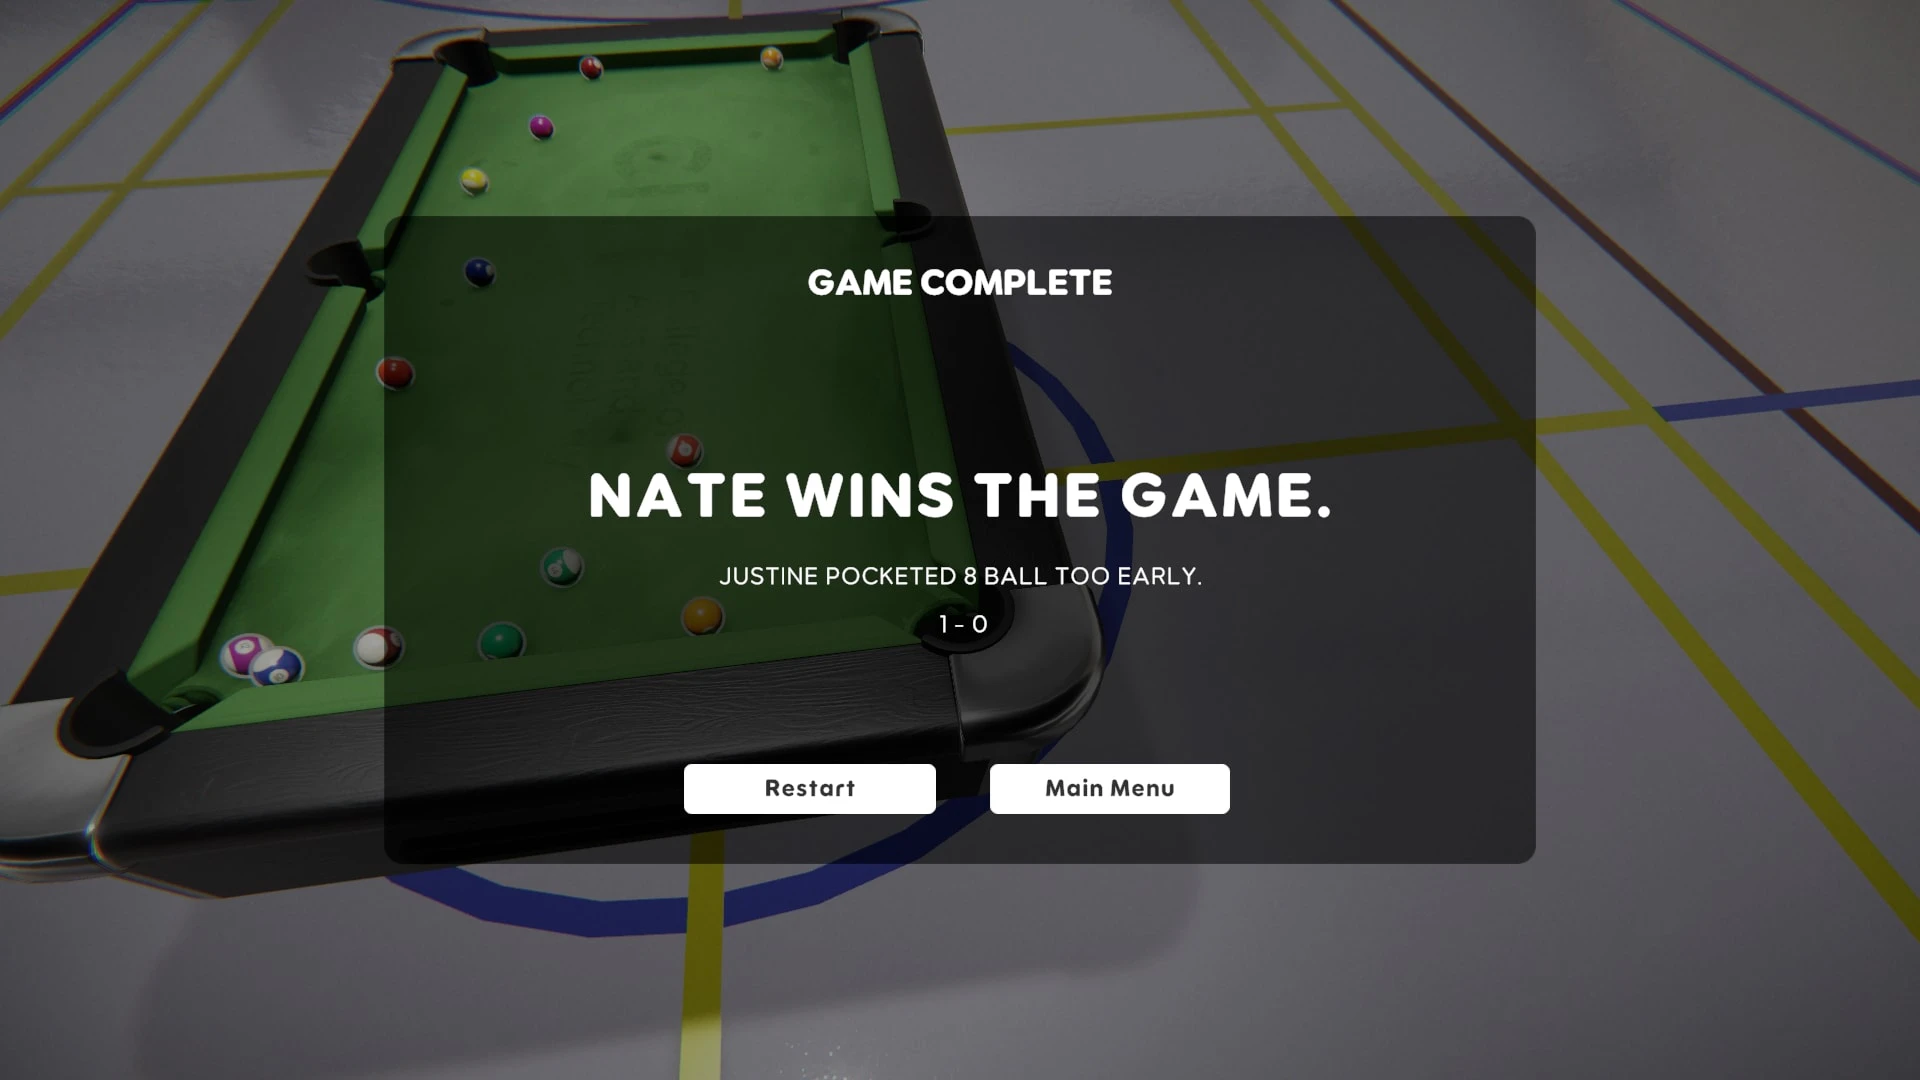 GAME COMPLETE
NATE WINS THE GAME.
JUSTINE POCKETED 8 BALL TOO EARLY.
1 - 0
Restart
Main Menu